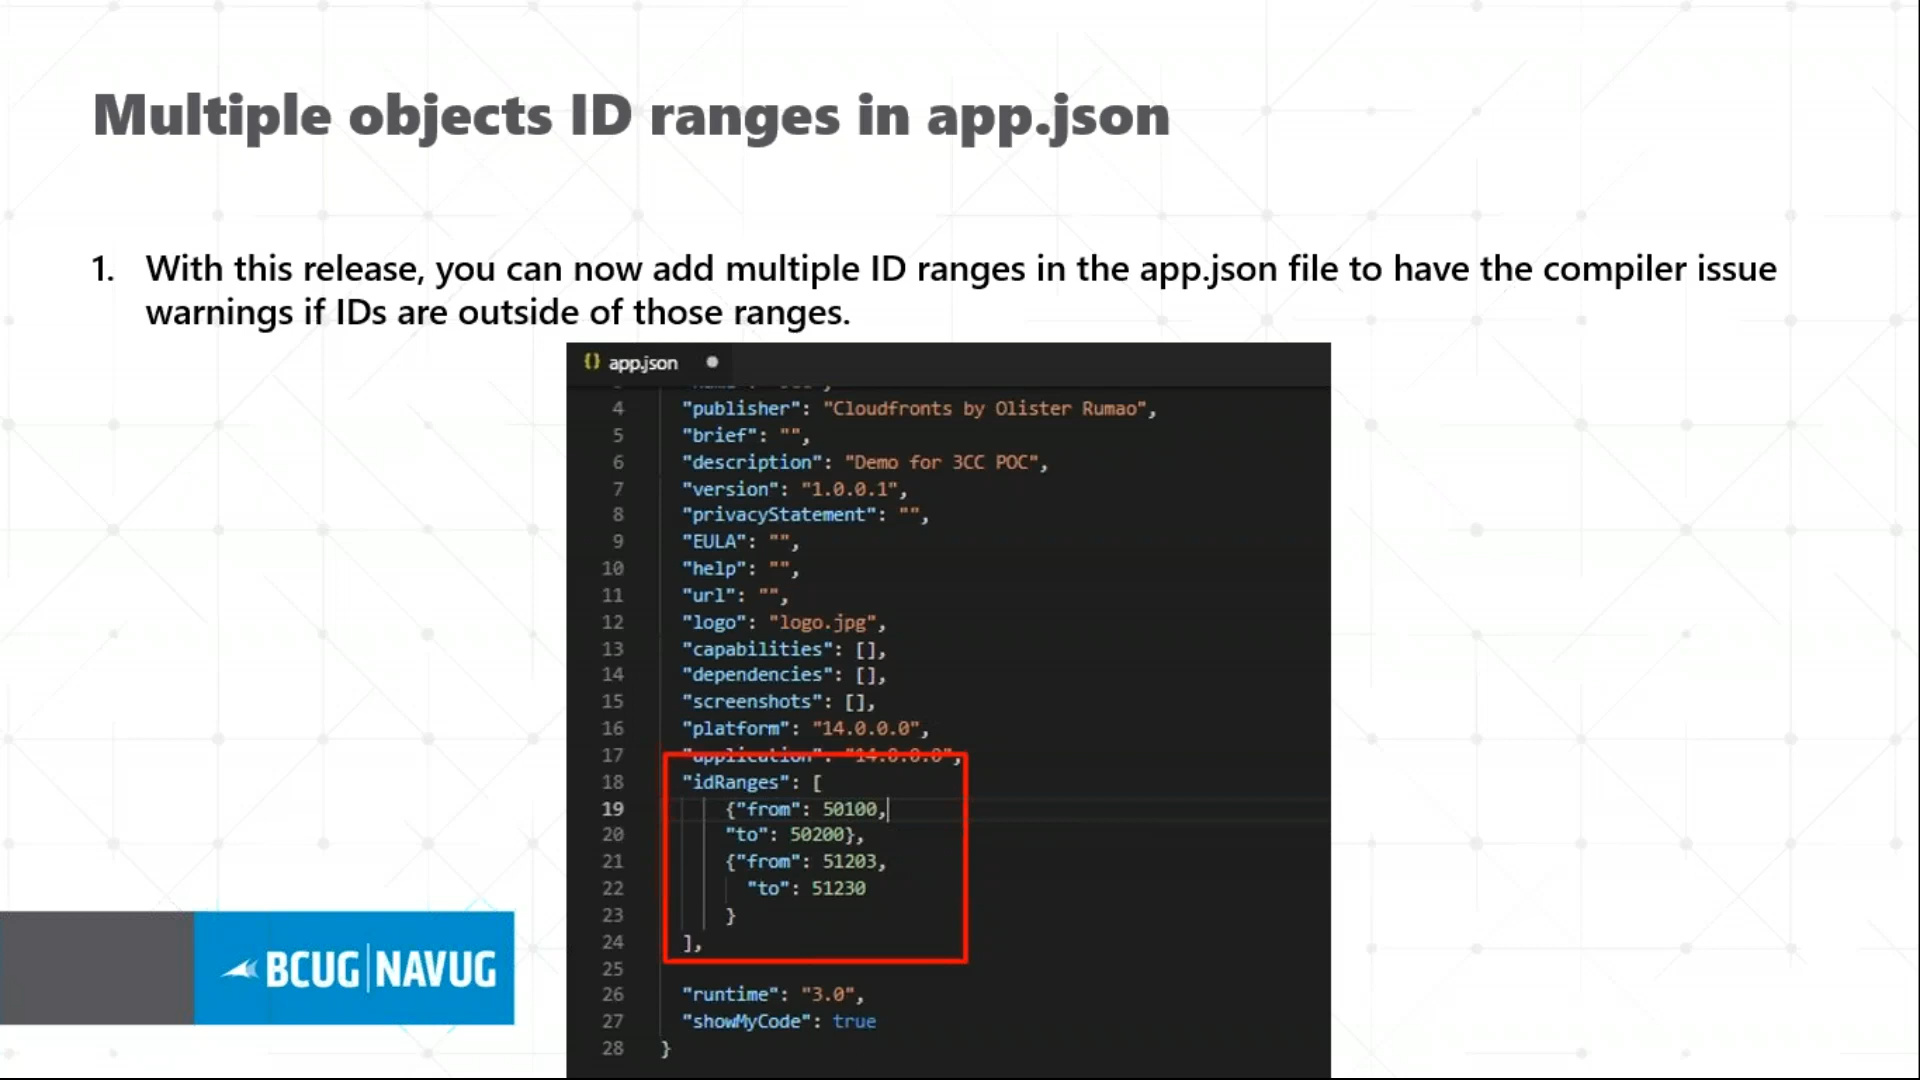 Multiple objects ID ranges in app.json
1. With this release, you can now add multiple ID ranges in the app.json file to have the compiler issue
warnings if IDs are outside of those ranges.
{} app.json ●
4 "publisher": "Cloudfronts by Olister Rumao",
5 "brief": "",
6 "description": "Demo for 3CC POC",
7 "version": "1.0.0.1",
8 "privacyStatement": "",
9 "EULA": "",
10 "help": "",
11 "url": "",
12 "logo": "logo.jpg",
13 "capabilities": [],
14 "dependencies": [],
15 "screenshots": [],
16 "platform": "14.0.0.0",
17 "application": "14.0.0.0",
18 "idRanges": [
19 {"from": 50100,
20 "to": 50200},
21 {"from": 51203,
22 "to": 51230
23 }
24 ],
25
26 "runtime": "3.0",
27 "showMyCode": true
28 }
BCUG|NAVUG